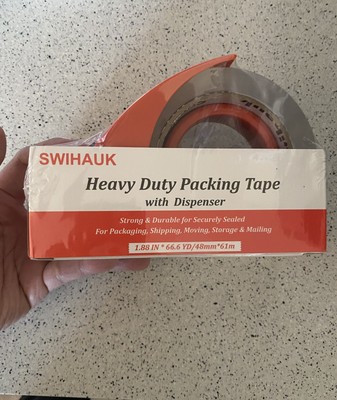 SWIHAUK
Heavy Duty Packing Tape
with Dispenser
Strong & Durable for Securely Sealed
For Packaging, Shipping, Moving, Storage & Mailing
1.88 IN * 66.6 YD/48mm*61m